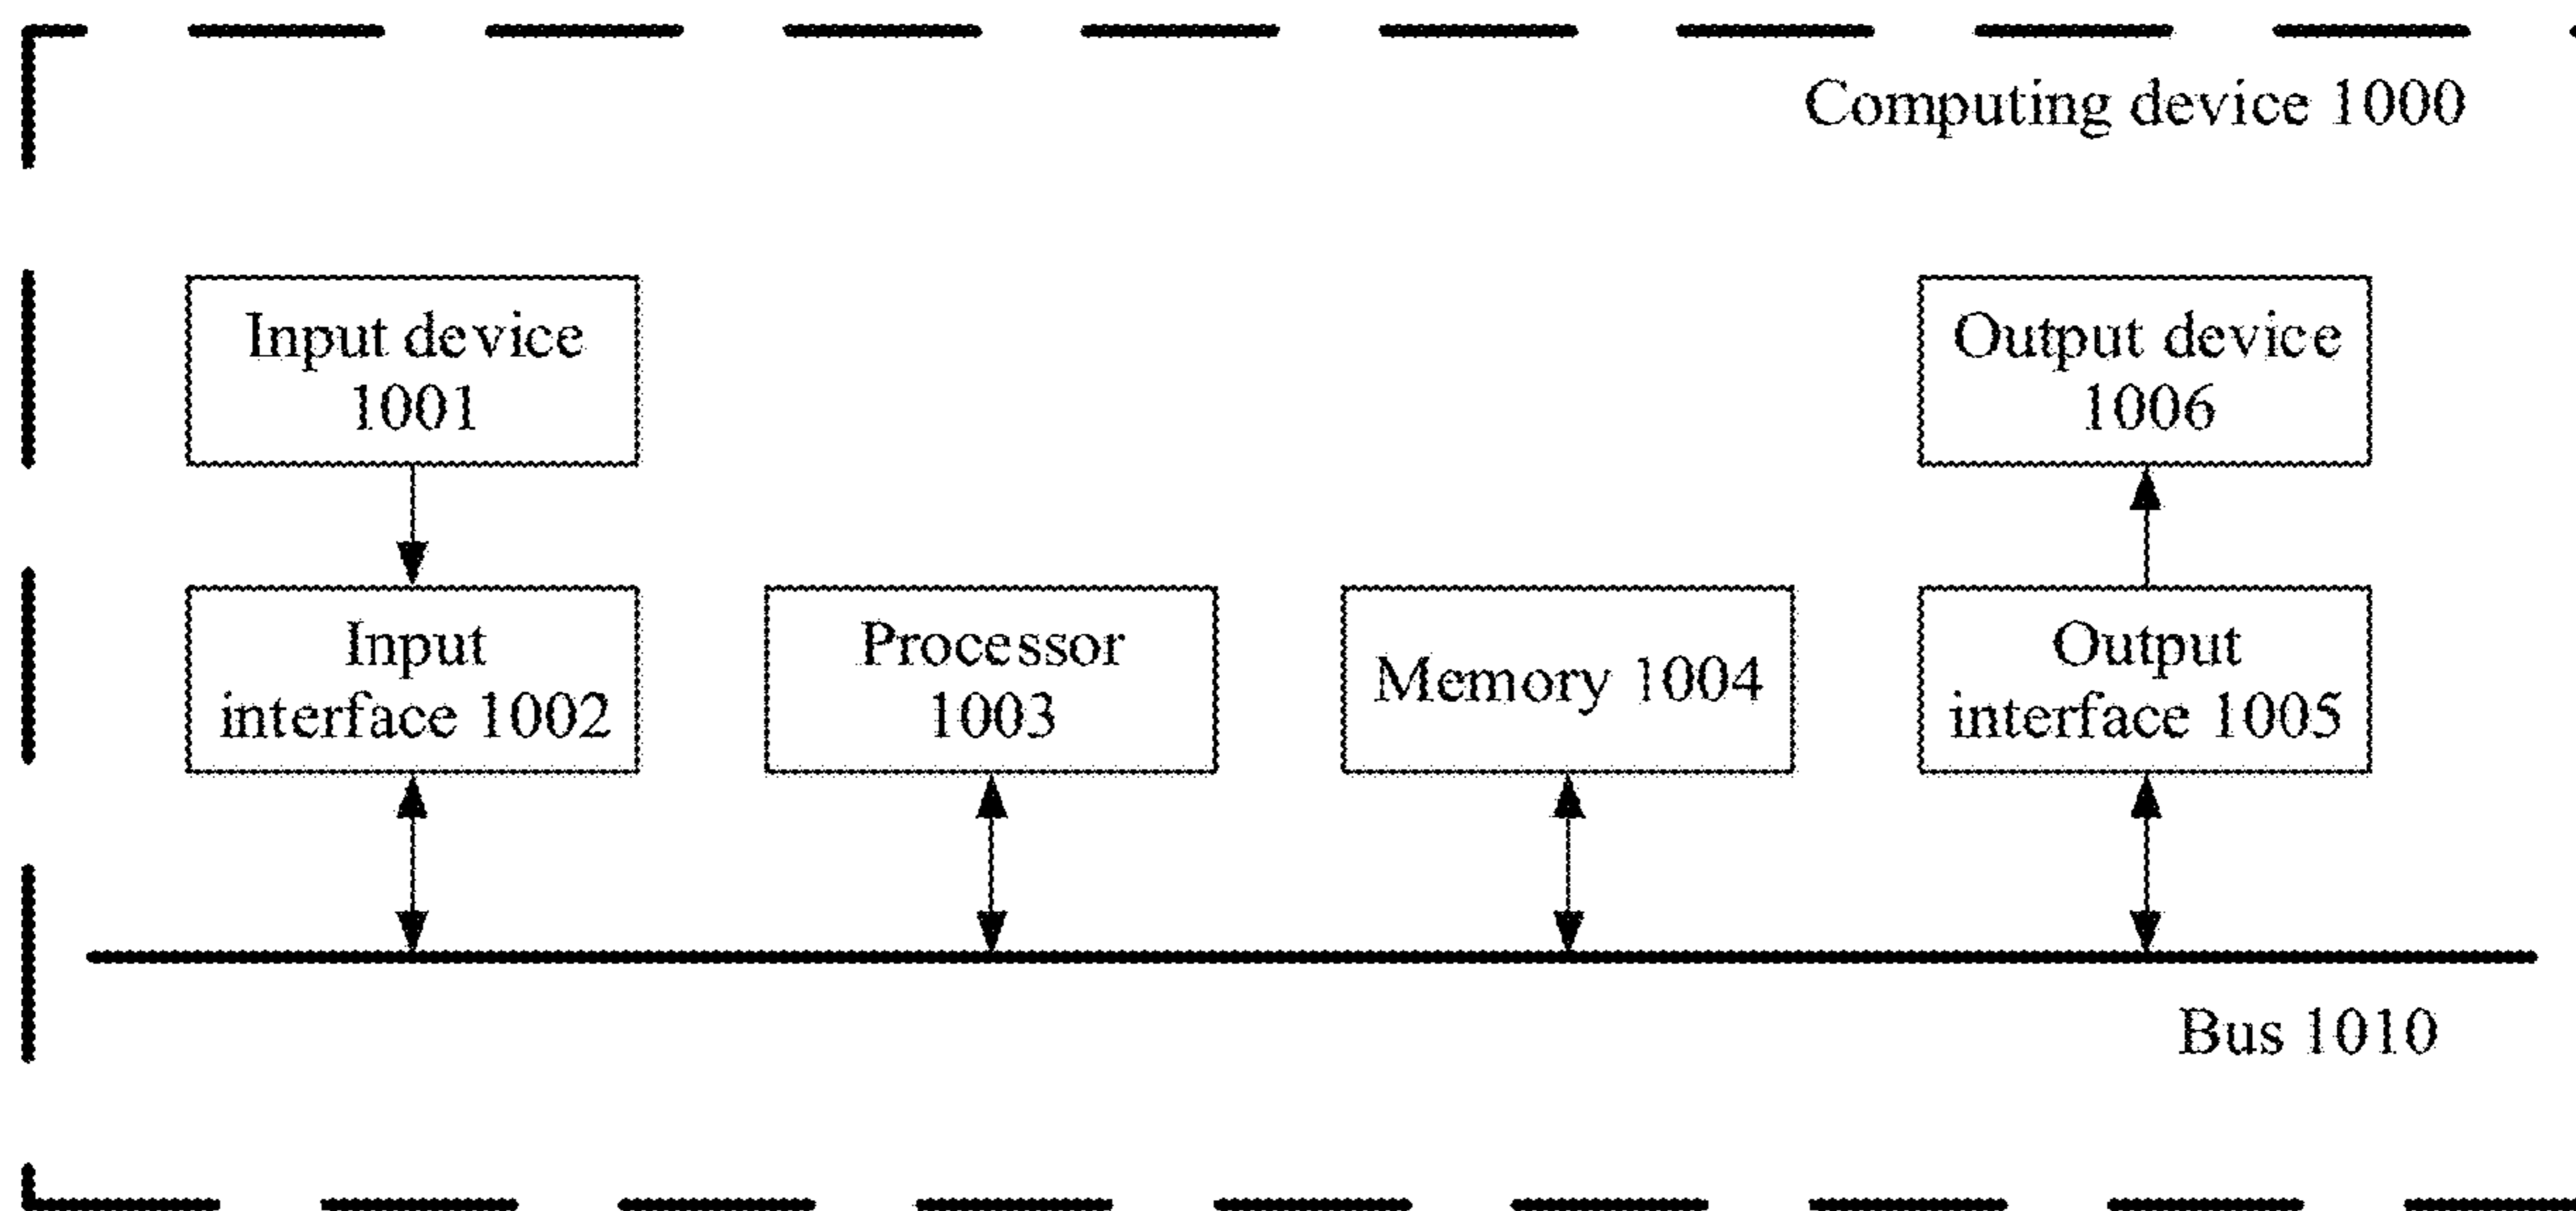 Computing device 1000
Input device
1001
Output device
1006
Input
interface 1002
Processor
1003
Memory 1004
Output
interface 1005
Bus 1010